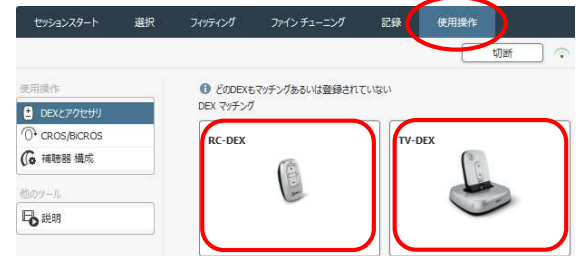 セッションスタート 選択 フィッティング ファイン チューニング 記録 使用操作
切断
使用操作
DEXとアクセサリ
CROS/BiCROS
補聴器 構成
他のツール
説明
どのDEXもマッチングあるいは登録されていない
DEX マッチング
RC-DEX
TV-DEX